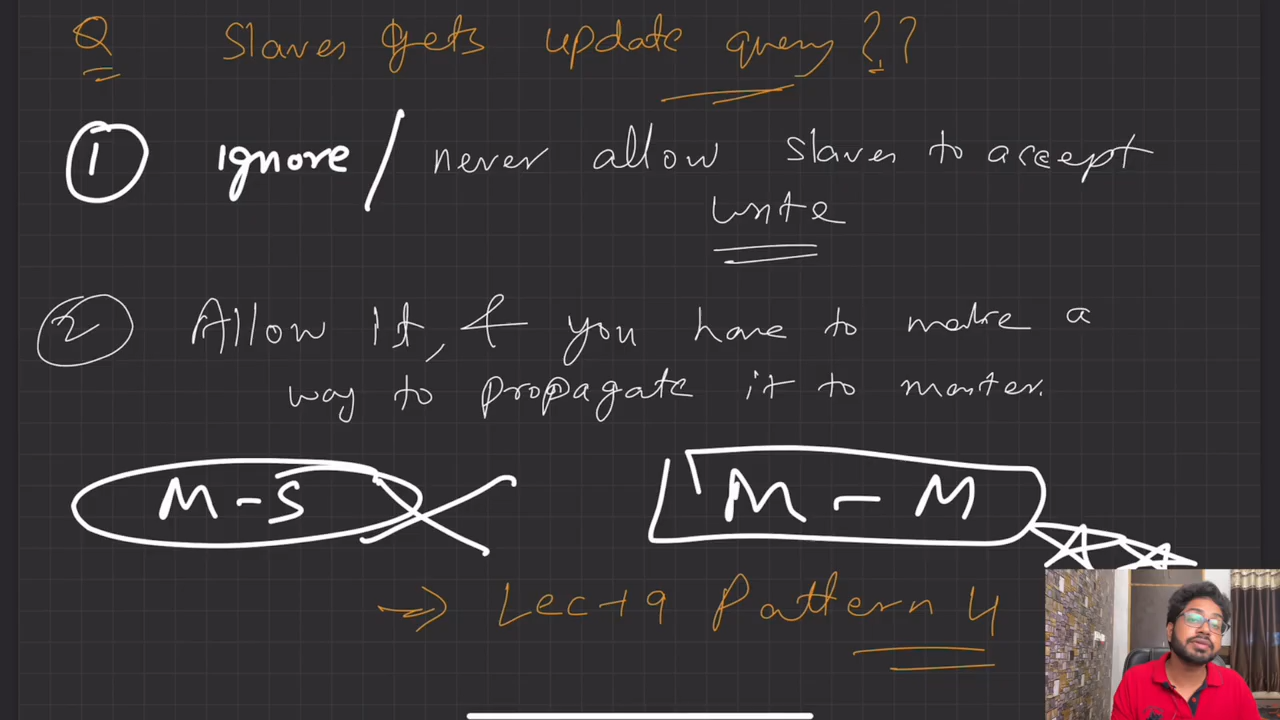 Q Slaves gets update query ??
1 ignore / never allow slaves to accept
write
2 Allow it, & you have to make a
way to propagate it to master.
M-S M-M
→ Lec-19 Pattern 4